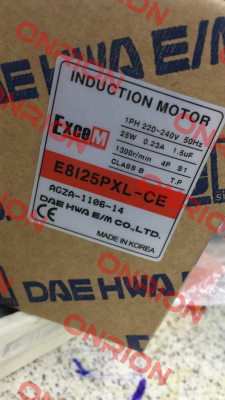 DAE HWA E/M
INDUCTION MOTOR
ExceM
1PH 220-240V 50Hz
25W 0.23A 1.5uF
1300r/min 4P S1
CLASS B T.P
E8I25PXL-CE
AGZA-1106-14
DAE HWA E/M CO.,LTD.
CE
MADE IN KOREA
DAE HWA
ONRION
ONRION
ONRION
ONRION
ONRION